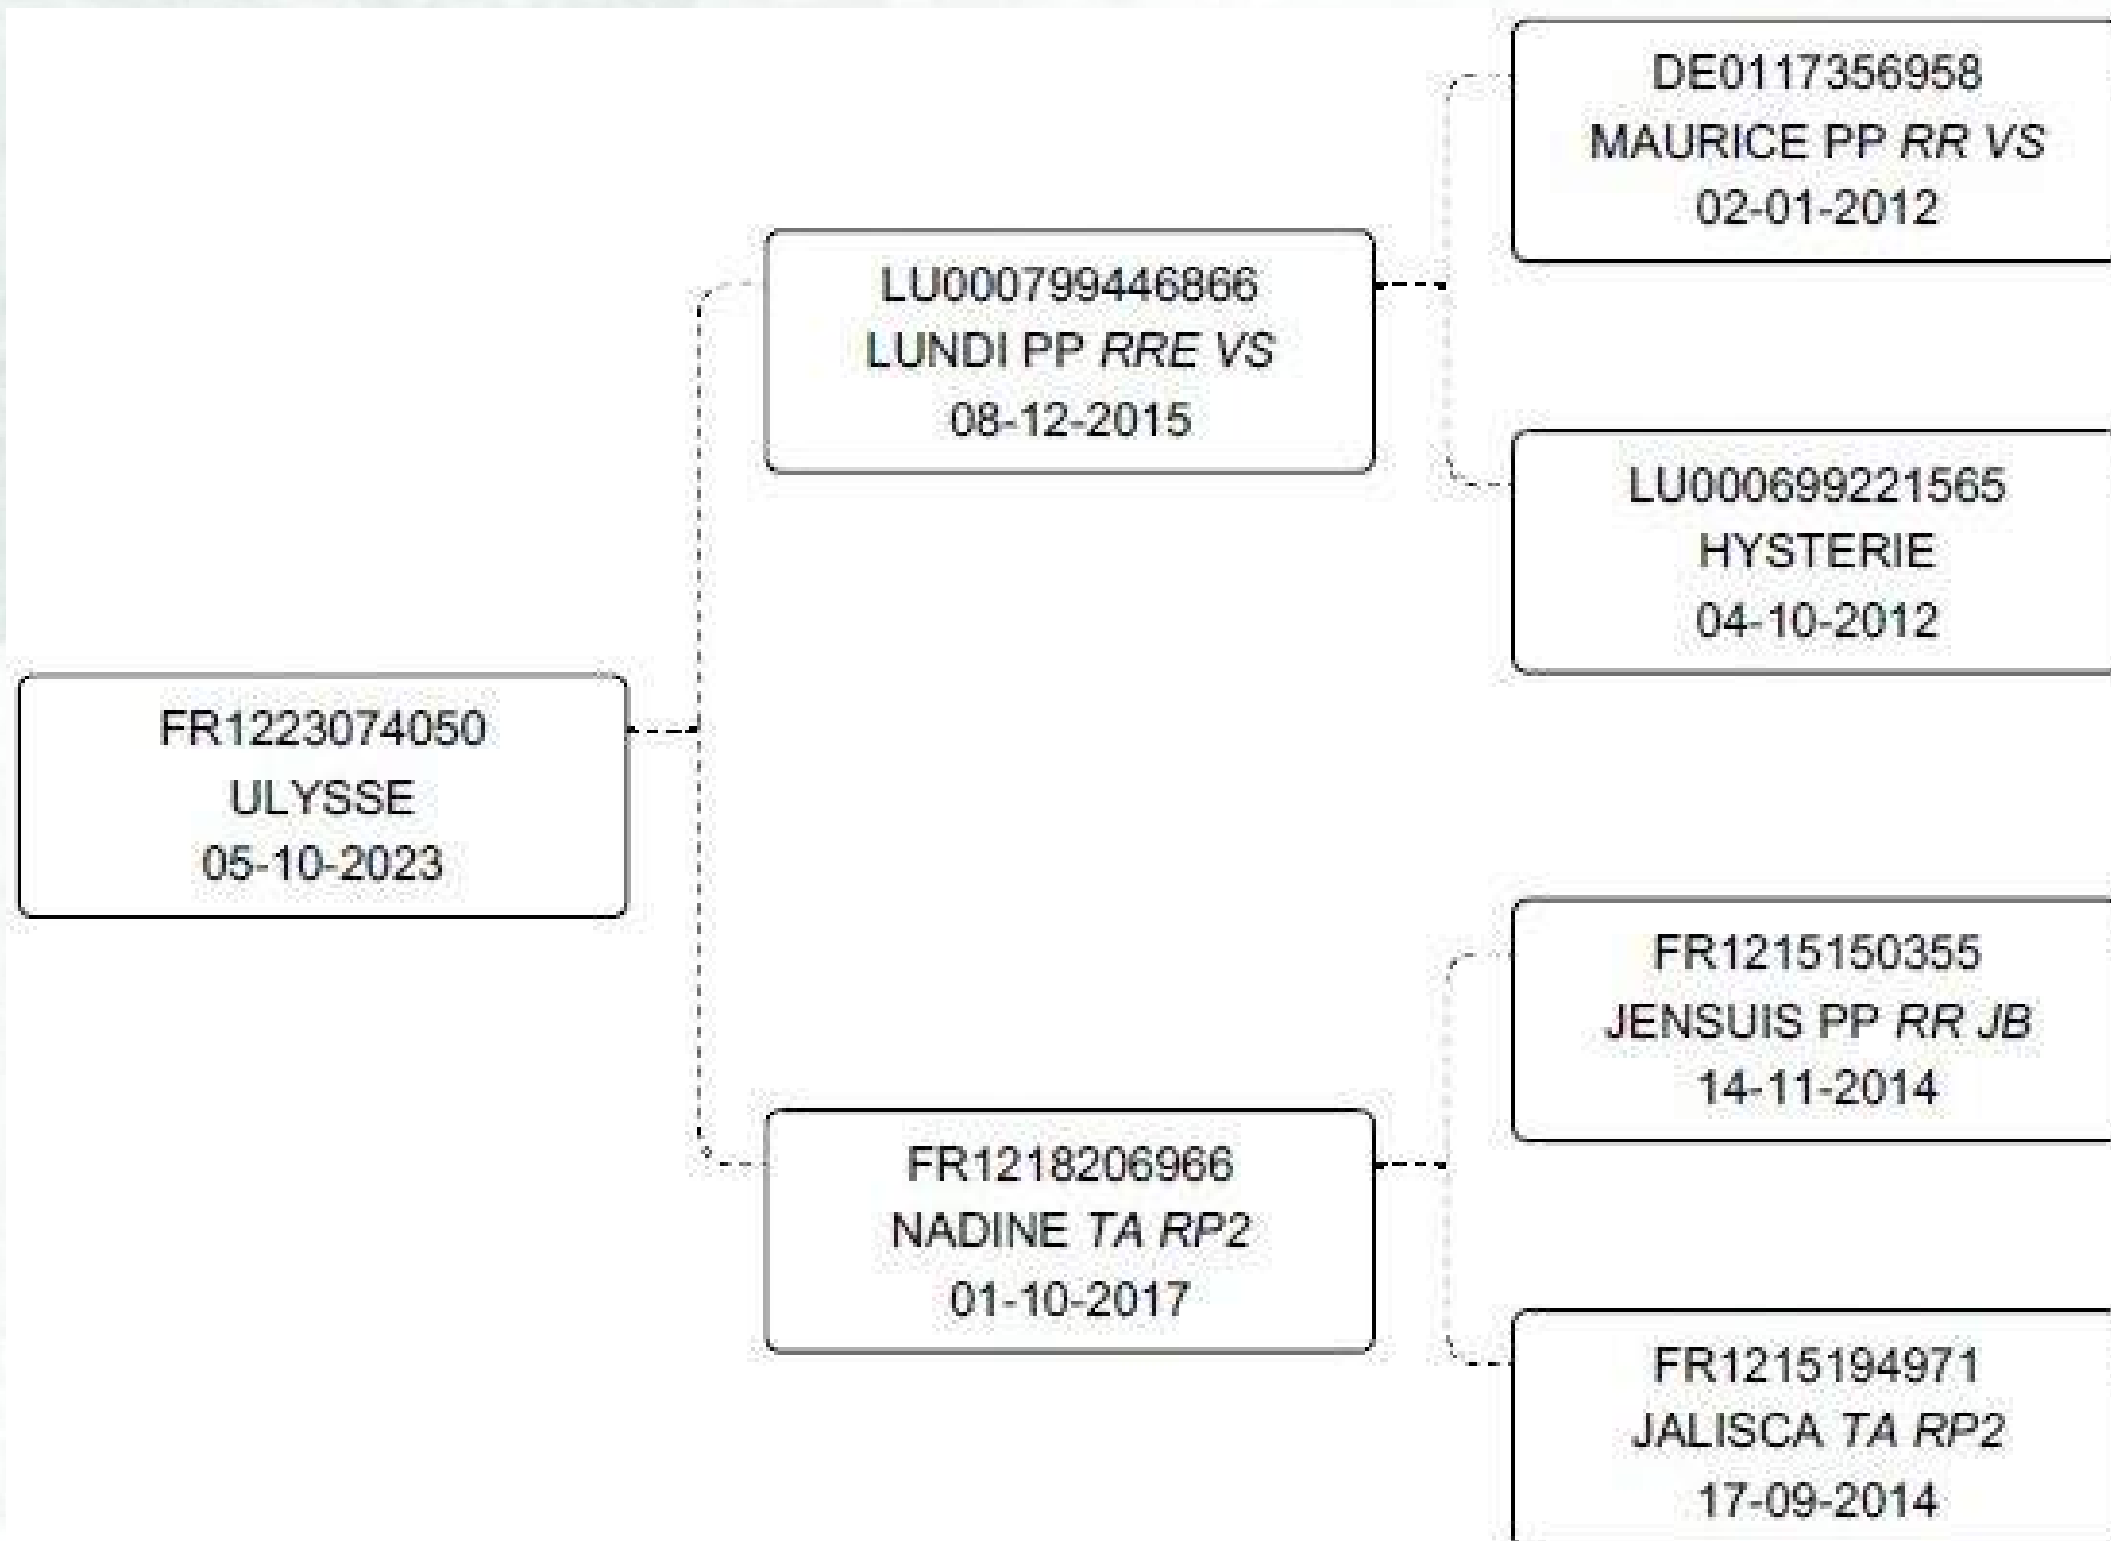 DE0117356958
MAURICE PP RR VS
02-01-2012
LU000799446866
LUNDI PP RRE VS
08-12-2015
LU000699221565
HYSTERIE
04-10-2012
FR1223074050
ULYSSE
05-10-2023
FR1215150355
JENSUIS PP RR JB
14-11-2014
FR1218206966
NADINE TA RP2
01-10-2017
FR1215194971
JALISCA TA RP2
17-09-2014